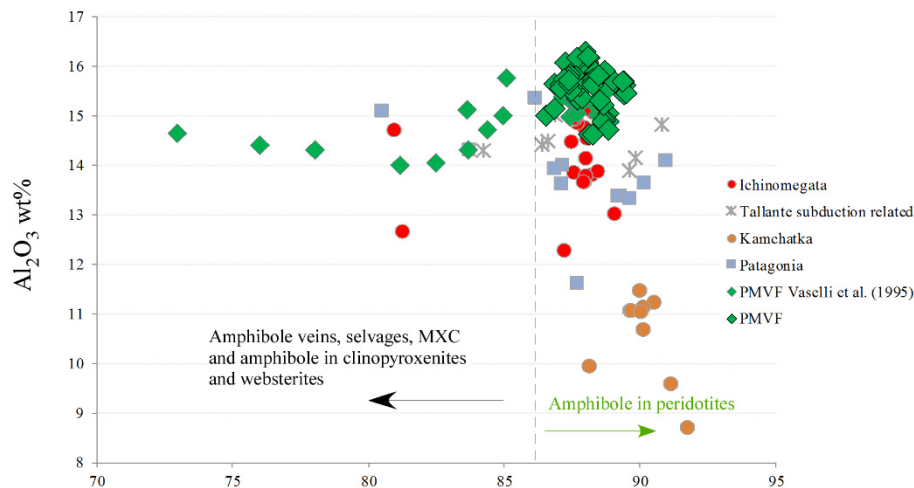 17
16
15
14
13
12
11
10
9
8
Al₂O₃ wt%
70
75
80
85
90
95
Amphibole veins, selvages, MXC
and amphibole in clinopyroxenites
and websterites
Amphibole in peridotites
Ichinomegata
Tallante subduction related
Kamchatka
Patagonia
PMVF Vaselli et al. (1995)
PMVF